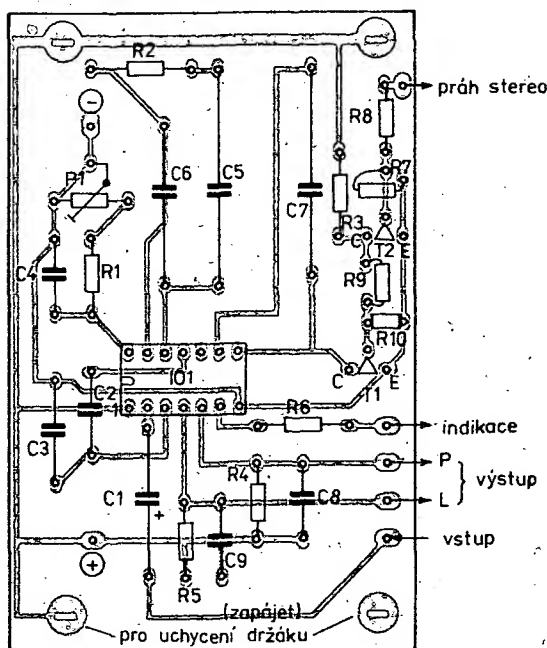 R2
práh stereo
R8
P1
R7
C6
C5
C7
R3
C
T2
E
R9
C4
R1
R10
IO1
C
T1
E
C2
1
R6
indikace
C3
P
R4
výstup
C1
+
C8
L
C9
vstup
R5
(zapájet)
pro uchycení držáku